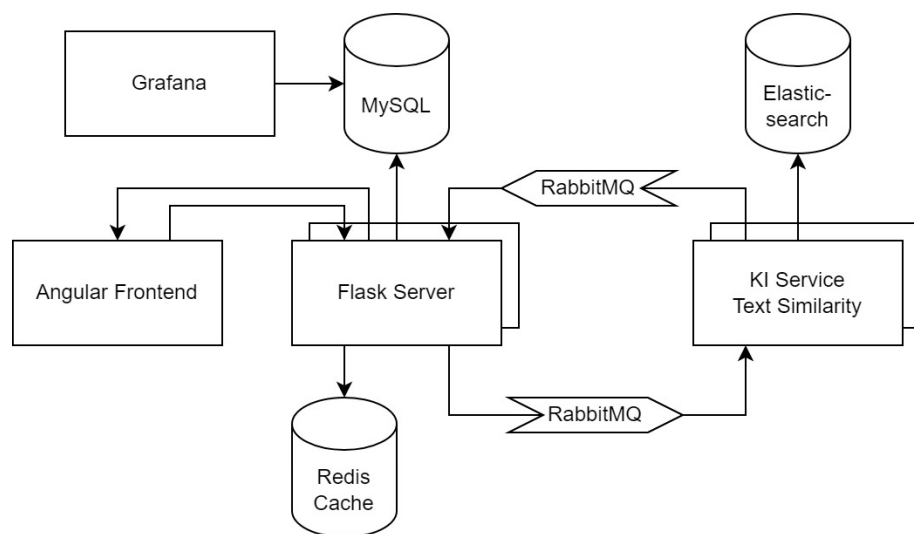 Grafana
MySQL
Elastic-
search
RabbitMQ
Angular Frontend
Flask Server
KI Service
Text Similarity
RabbitMQ
Redis
Cache